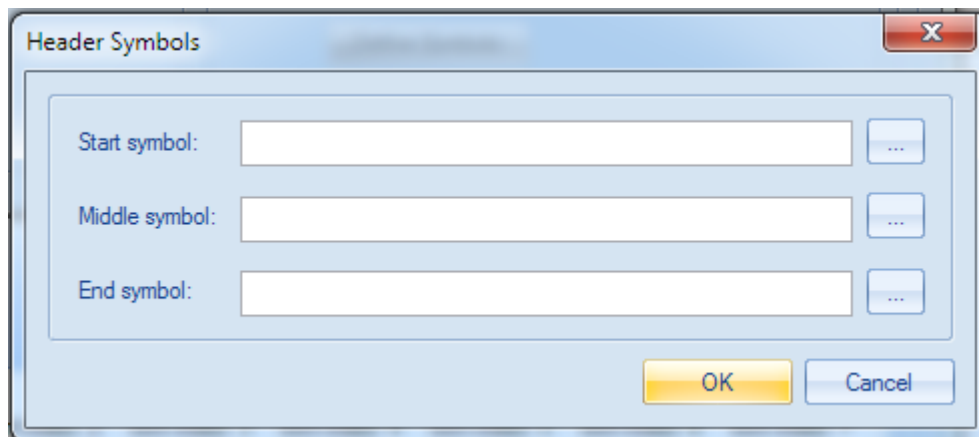 Header Symbols
Start symbol:
...
Middle symbol:
...
End symbol:
...
OK
Cancel